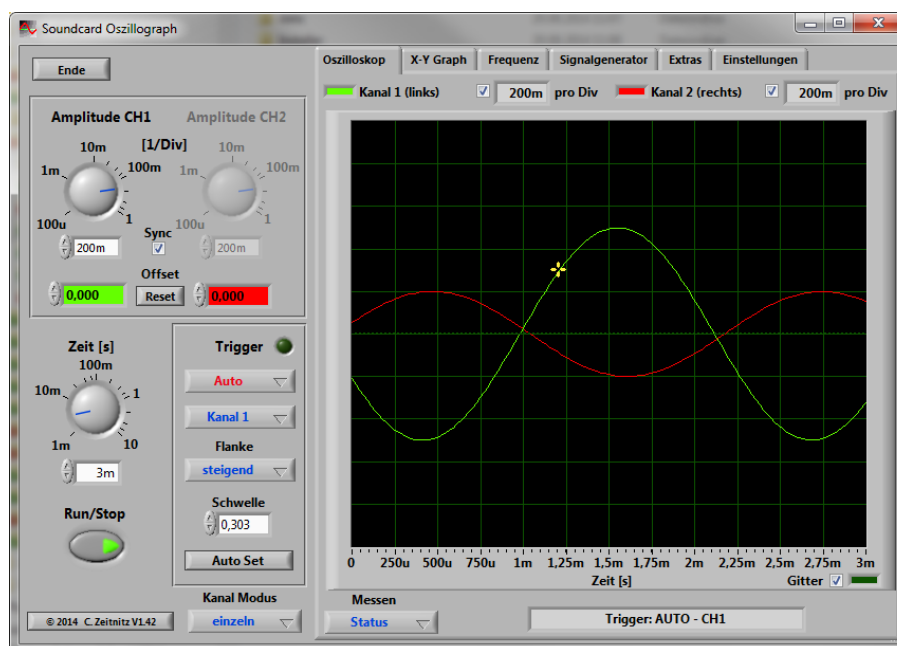 Soundcard Oszillograph
Ende
Amplitude CH1 Amplitude CH2
[1/Div]
10m
1m 100m 1m 100m
100u 1 100u 1
Sync
200m 200m
Offset
0,000 Reset 0,000
Zeit [s]
100m
10m 1
1m 10
3m
Run/Stop
© 2014 C. Zeitnitz V1.42
Trigger
Auto
Kanal 1
Flanke
steigend
Schwelle
0,303
Auto Set
Kanal Modus
einzeln
Oszilloskop X-Y Graph Frequenz Signalgenerator Extras Einstellungen
Kanal 1 (links) 200m pro Div Kanal 2 (rechts) 200m pro Div
0 250u 500u 750u 1m 1,25m 1,5m 1,75m 2m 2,25m 2,5m 2,75m 3m
Zeit [s]
Gitter
Messen
Status
Trigger: AUTO - CH1